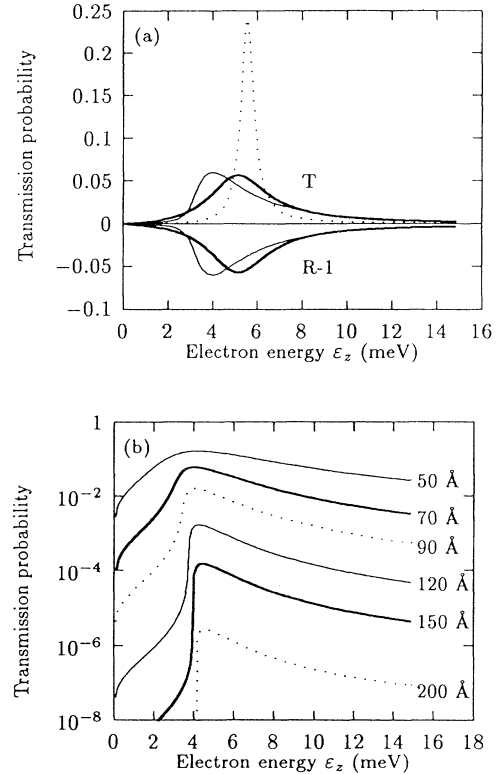 (a)
Transmission probability
0.25
0.2
0.15
0.1
0.05
0
−0.05
−0.1
T
R-1
0 2 4 6 8 10 12 14 16
Electron energy ε_z (meV)
(b)
Transmission probability
1
10^−2
10^−4
10^−6
10^−8
50 Å
70 Å
90 Å
120 Å
150 Å
200 Å
0 2 4 6 8 10 12 14 16 18
Electron energy ε_z (meV)